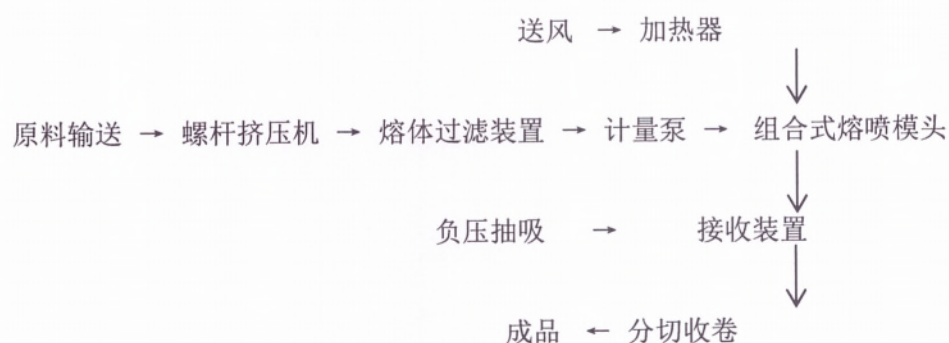 送风 → 加热器
原料输送 → 螺杆挤压机 → 熔体过滤装置 → 计量泵 → 组合式熔喷模头
负压抽吸 → 接收装置
成品 ← 分切收卷